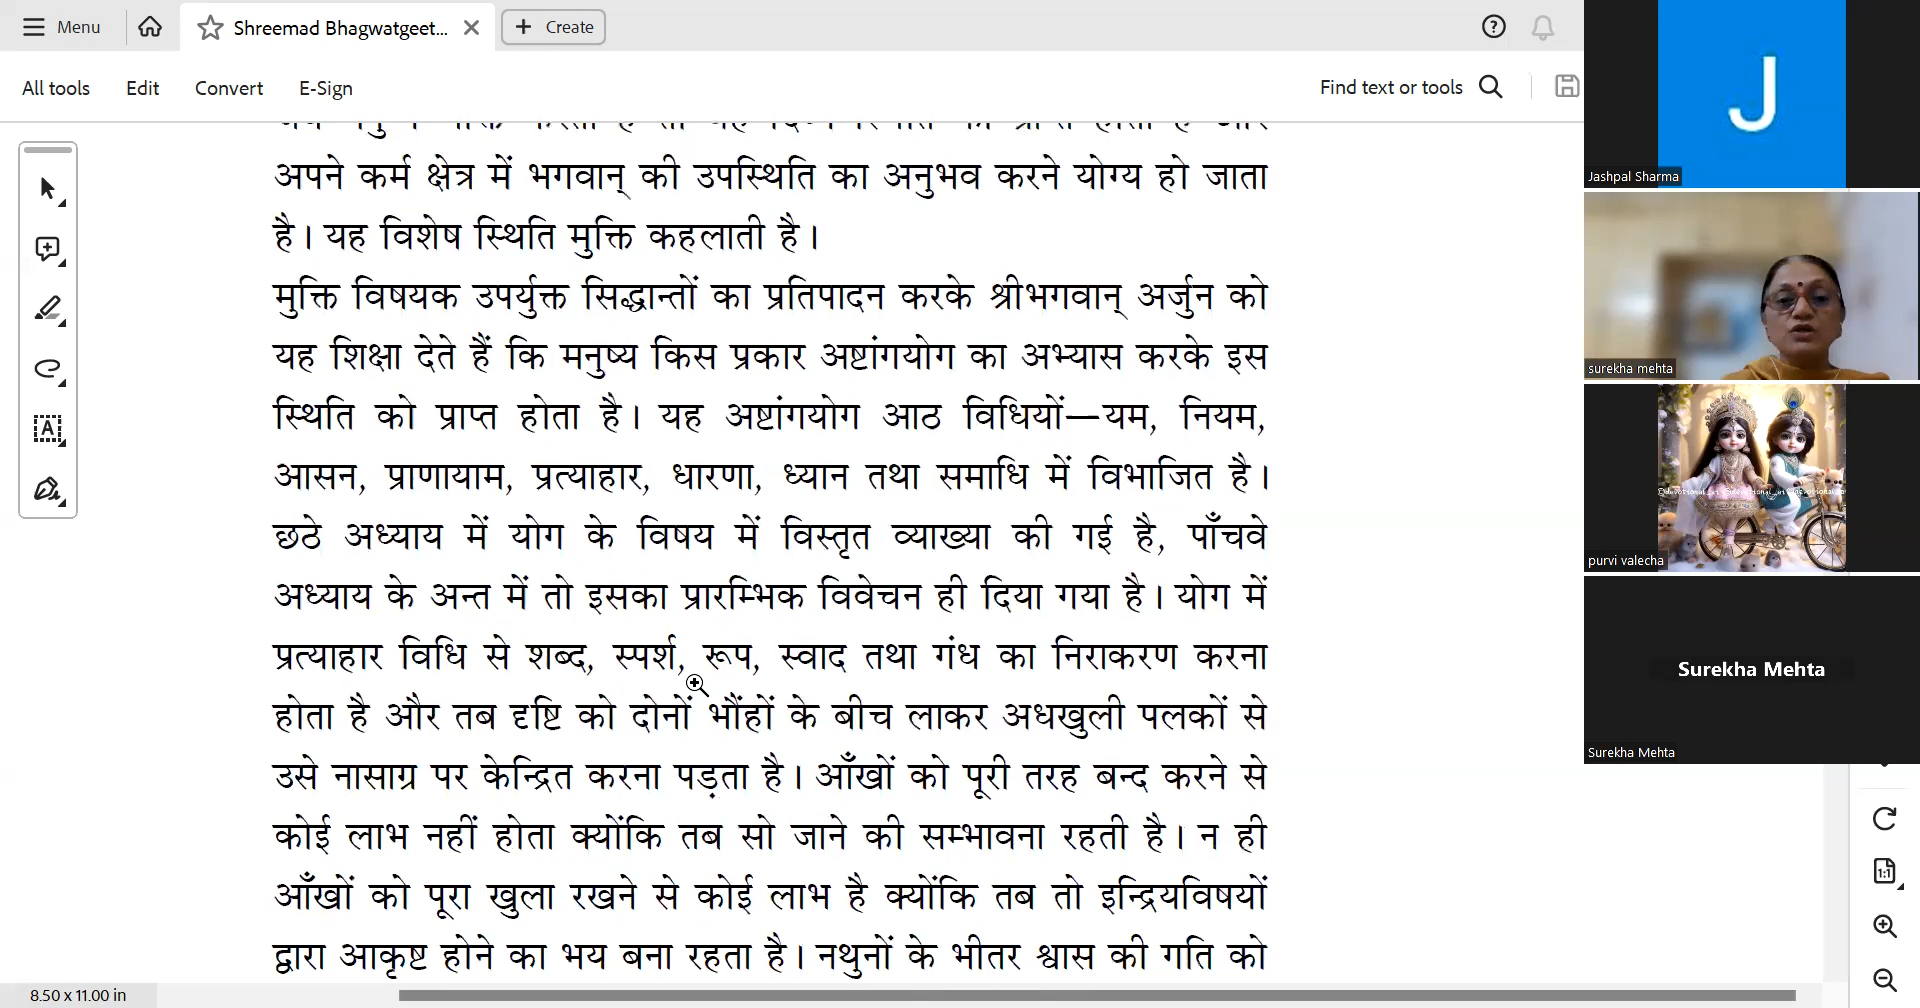 Menu
Shreemad Bhagwatgeet...
Create
All tools
Edit
Convert
E-Sign
Find text or tools
अपने कर्म क्षेत्र में भगवान् की उपस्थिति का अनुभव करने योग्य हो जाता
है। यह विशेष स्थिति मुक्ति कहलाती है।
मुक्ति विषयक उपर्युक्त सिद्धान्तों का प्रतिपादन करके श्रीभगवान् अर्जुन को
यह शिक्षा देते हैं कि मनुष्य किस प्रकार अष्टांगयोग का अभ्यास करके इस
स्थिति को प्राप्त होता है। यह अष्टांगयोग आठ विधियों—यम, नियम,
आसन, प्राणायाम, प्रत्याहार, धारणा, ध्यान तथा समाधि में विभाजित है।
छठे अध्याय में योग के विषय में विस्तृत व्याख्या की गई है, पाँचवे
अध्याय के अन्त में तो इसका प्रारम्भिक विवेचन ही दिया गया है। योग में
प्रत्याहार विधि से शब्द, स्पर्श, रूप, स्वाद तथा गंध का निराकरण करना
होता है और तब दृष्टि को दोनों भौंहों के बीच लाकर अधखुली पलकों से
उसे नासाग्र पर केन्द्रित करना पड़ता है। आँखों को पूरी तरह बन्द करने से
कोई लाभ नहीं होता क्योंकि तब सो जाने की सम्भावना रहती है। न ही
आँखों को पूरा खुला रखने से कोई लाभ है क्योंकि तब तो इन्द्रियविषयों
द्वारा आकृष्ट होने का भय बना रहता है। नथुनों के भीतर श्वास की गति को
8.50 x 11.00 in
J
Jashpal Sharma
surekha mehta
purvi valecha
Surekha Mehta
Surekha Mehta
1:1